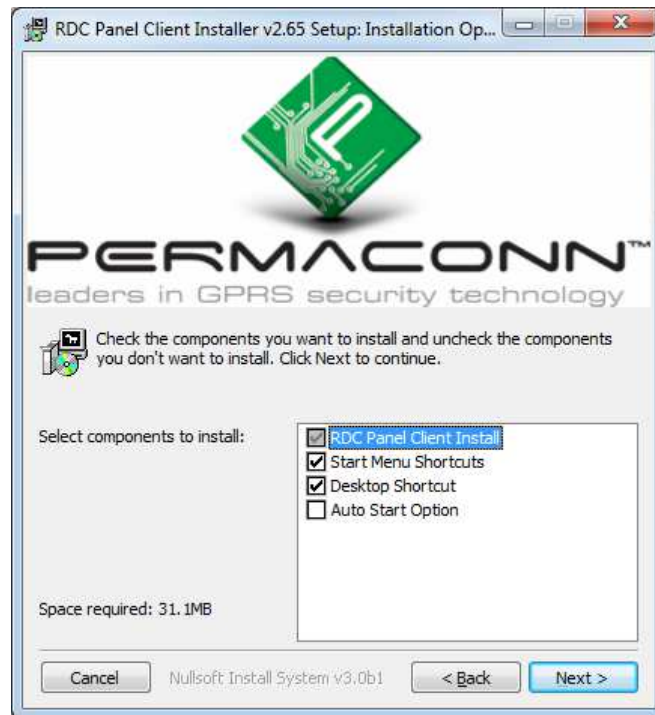 RDC Panel Client Installer v2.65 Setup: Installation Op...
PERMACONN™
leaders in GPRS security technology
Check the components you want to install and uncheck the components
you don't want to install. Click Next to continue.
Select components to install:
RDC Panel Client Install
Start Menu Shortcuts
Desktop Shortcut
Auto Start Option
Space required: 31.1MB
Cancel
Nullsoft Install System v3.0b1
< Back
Next >